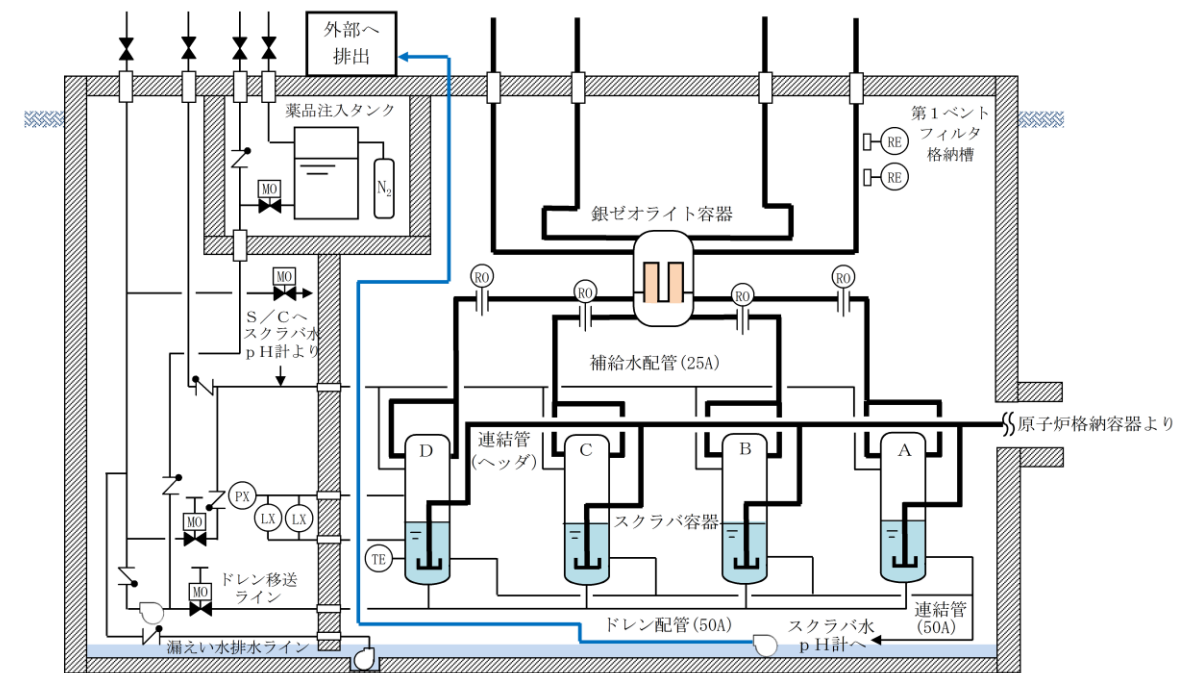 外部へ
排出
薬品注入タンク
N₂
MO
第1ベント
フィルタ
格納槽
RE
RE
銀ゼオライト容器
MO
RO
RO
RO
RO
S/Cへ
スクラバ水
pH計より
補給水配管(25A)
原子炉格納容器より
連結管
(ヘッダ)
D
C
B
A
PX
LX
LX
MO
スクラバ容器
TE
MO
ドレン移送
ライン
ドレン配管(50A)
スクラバ水
pH計へ
連結管
(50A)
漏えい水排水ライン